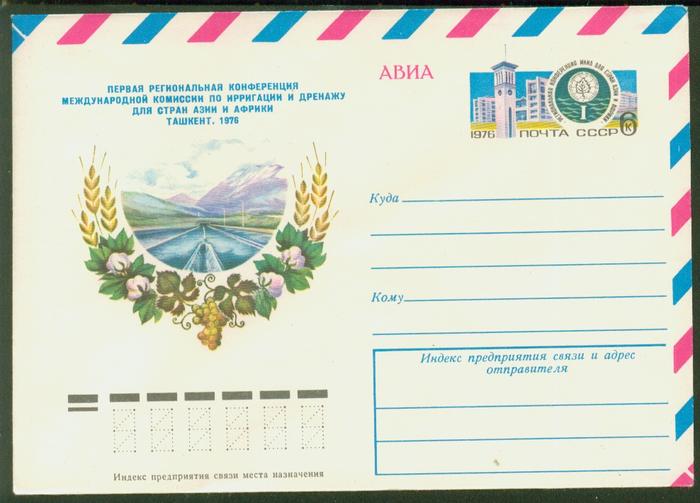 ПЕРВАЯ РЕГИОНАЛЬНАЯ КОНФЕРЕНЦИЯ
МЕЖДУНАРОДНОЙ КОМИССИИ ПО ИРРИГАЦИИ И ДРЕНАЖУ
ДЛЯ СТРАН АЗИИ И АФРИКИ
ТАШКЕНТ. 1976
АВИА
I
1976 ПОЧТА СССР 6 К
Куда
Кому
Индекс предприятия связи и адрес
отправителя
Индекс предприятия связи места назначения